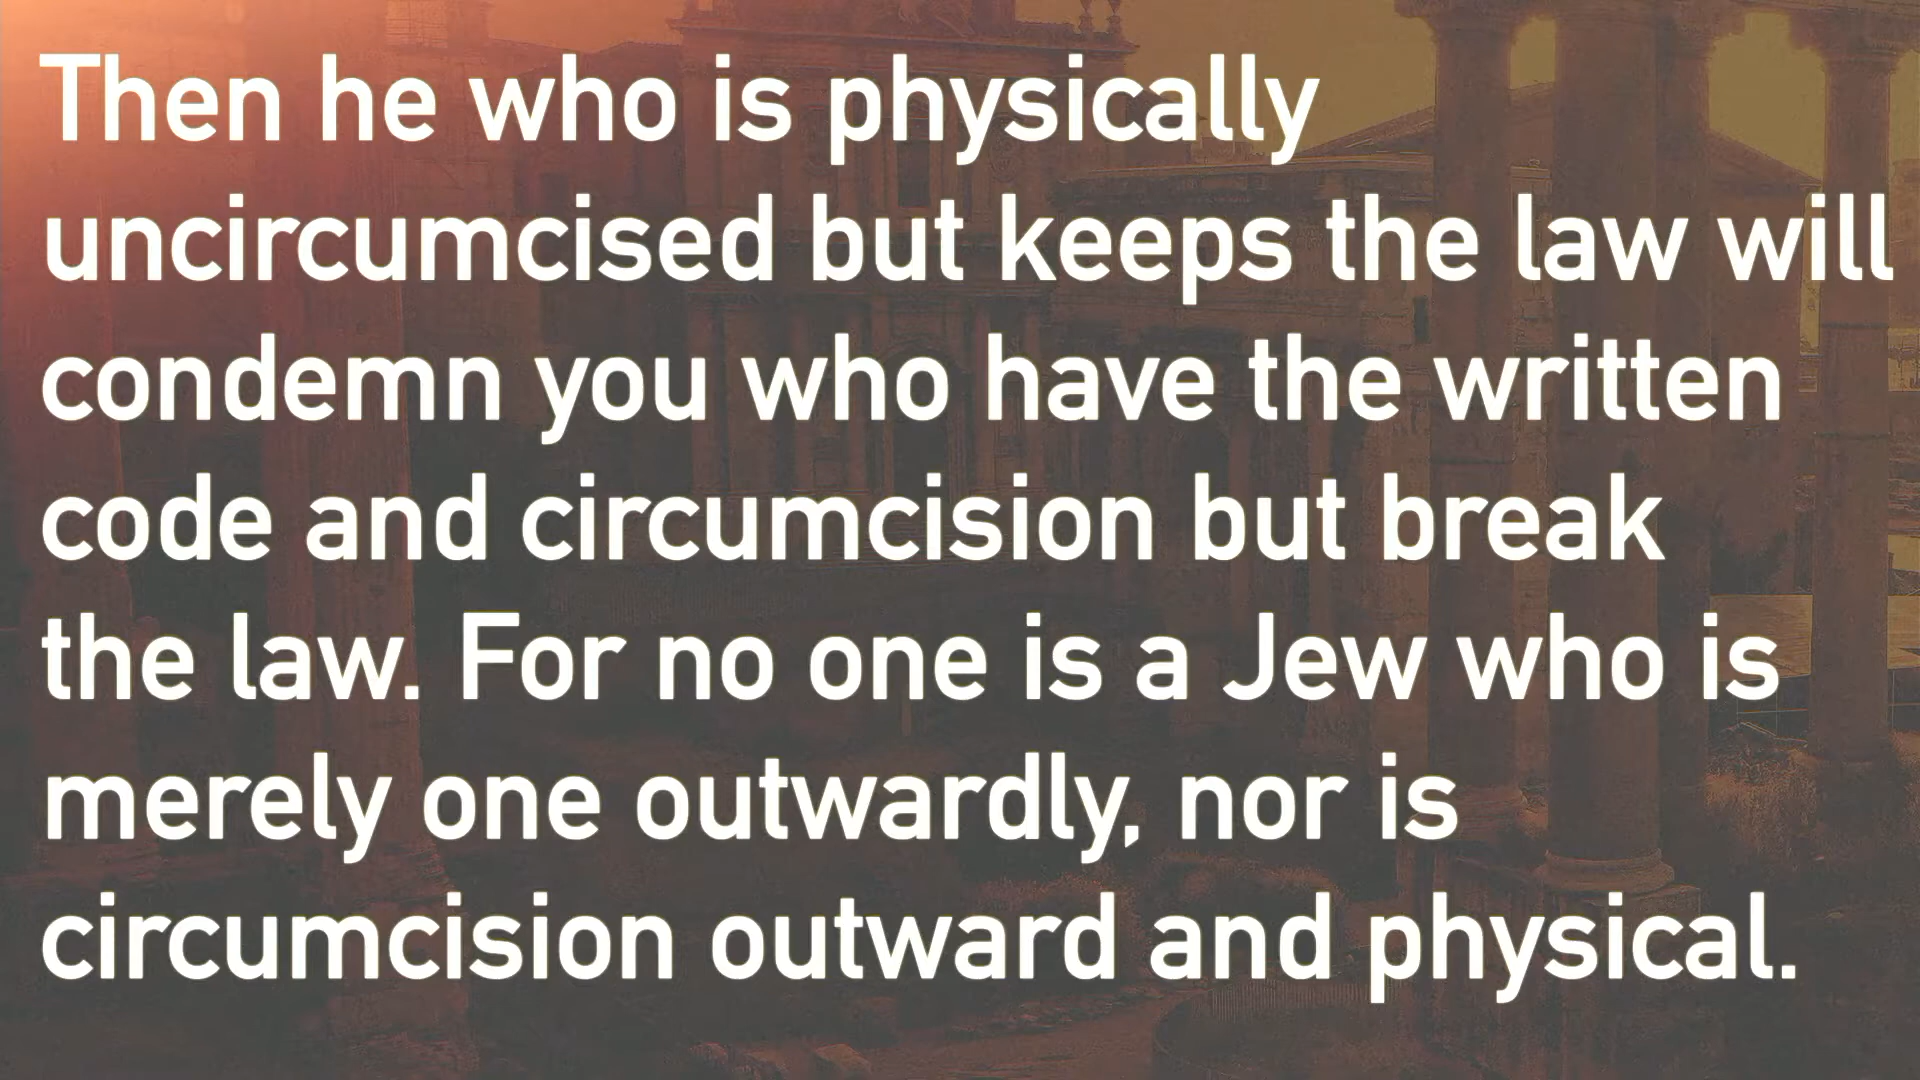 Then he who is physically
uncircumcised but keeps the law will
condemn you who have the written
code and circumcision but break
the law. For no one is a Jew who is
merely one outwardly, nor is
circumcision outward and physical.